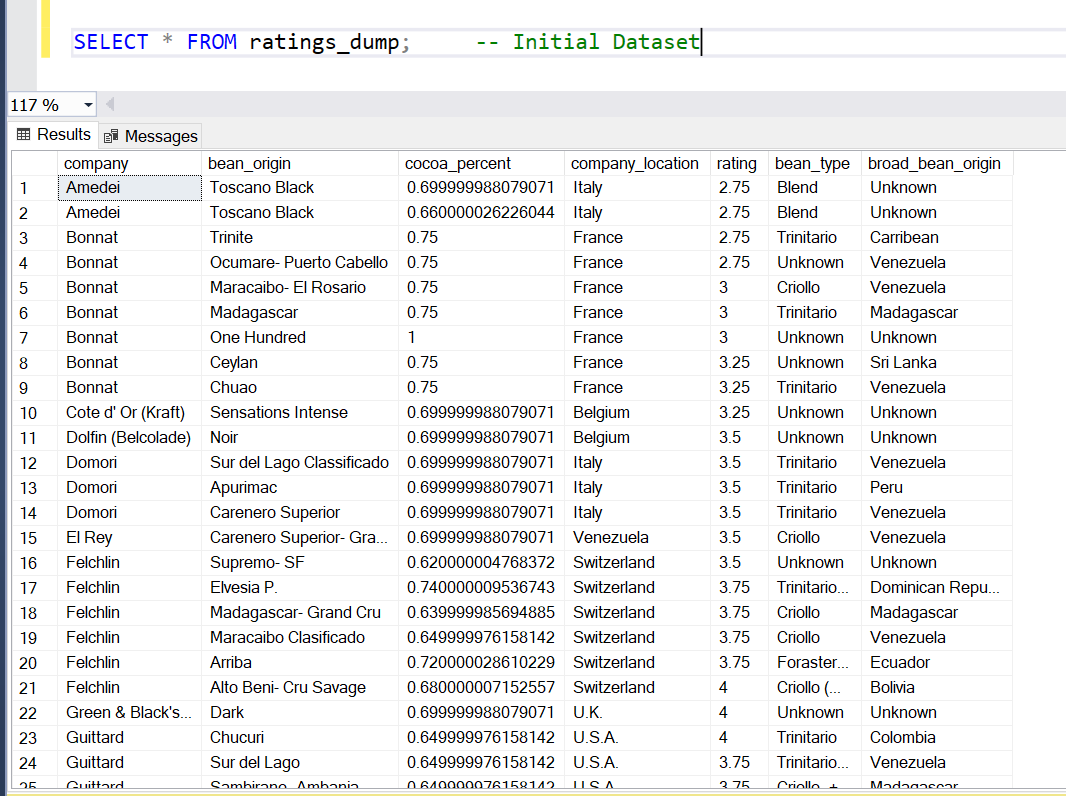 SELECT * FROM ratings_dump;     -- Initial Dataset
117 %
Results Messages
company bean_origin cocoa_percent company_location rating bean_type broad_bean_origin
1 Amedei Toscano Black 0.699999988079071 Italy 2.75 Blend Unknown
2 Amedei Toscano Black 0.660000026226044 Italy 2.75 Blend Unknown
3 Bonnat Trinite 0.75 France 2.75 Trinitario Carribean
4 Bonnat Ocumare- Puerto Cabello 0.75 France 2.75 Unknown Venezuela
5 Bonnat Maracaibo- El Rosario 0.75 France 3 Criollo Venezuela
6 Bonnat Madagascar 0.75 France 3 Trinitario Madagascar
7 Bonnat One Hundred 1 France 3 Unknown Unknown
8 Bonnat Ceylan 0.75 France 3.25 Unknown Sri Lanka
9 Bonnat Chuao 0.75 France 3.25 Trinitario Venezuela
10 Cote d' Or (Kraft) Sensations Intense 0.699999988079071 Belgium 3.25 Unknown Unknown
11 Dolfin (Belcolade) Noir 0.699999988079071 Belgium 3.5 Unknown Unknown
12 Domori Sur del Lago Classificado 0.699999988079071 Italy 3.5 Trinitario Venezuela
13 Domori Apurimac 0.699999988079071 Italy 3.5 Trinitario Peru
14 Domori Carenero Superior 0.699999988079071 Italy 3.5 Trinitario Venezuela
15 El Rey Carenero Superior- Gra... 0.699999988079071 Venezuela 3.5 Criollo Venezuela
16 Felchlin Supremo- SF 0.620000004768372 Switzerland 3.5 Unknown Unknown
17 Felchlin Elvesia P. 0.740000009536743 Switzerland 3.75 Trinitario... Dominican Repu...
18 Felchlin Madagascar- Grand Cru 0.639999985694885 Switzerland 3.75 Criollo Madagascar
19 Felchlin Maracaibo Clasificado 0.649999976158142 Switzerland 3.75 Criollo Venezuela
20 Felchlin Arriba 0.720000028610229 Switzerland 3.75 Foraster... Ecuador
21 Felchlin Alto Beni- Cru Savage 0.680000007152557 Switzerland 4 Criollo (... Bolivia
22 Green & Black's... Dark 0.699999988079071 U.K. 4 Unknown Unknown
23 Guittard Chucuri 0.649999976158142 U.S.A. 4 Trinitario Colombia
24 Guittard Sur del Lago 0.649999976158142 U.S.A. 3.75 Trinitario... Venezuela
25 Guittard Sambirano, Ambanja 0.649999976158142 U.S.A. 3.75 Criollo, + Madagascar